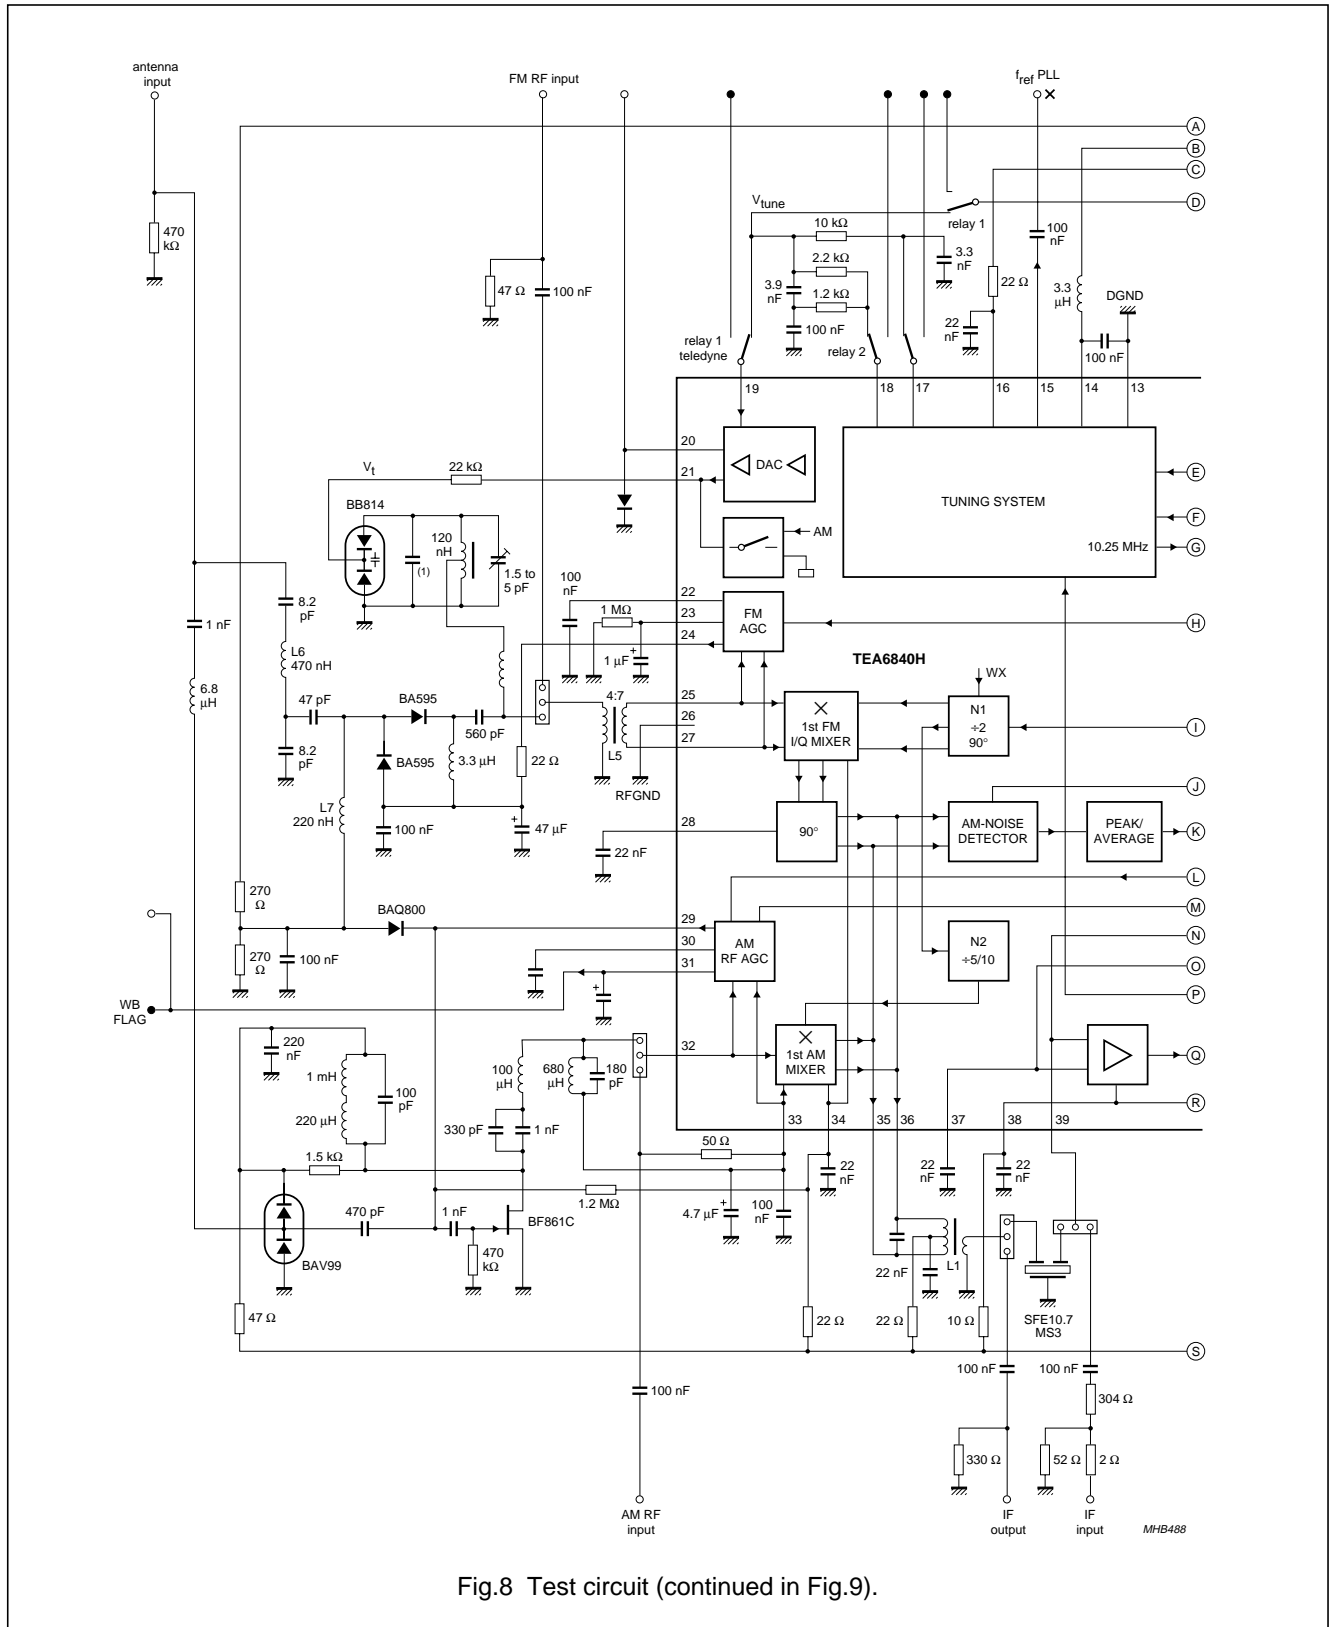 antenna
input
FM RF input
fref PLL
A
B
C
D
470
kΩ
47 Ω
100 nF
Vtune
10 kΩ
2.2 kΩ
1.2 kΩ
3.9
nF
100 nF
3.3
nF
relay 1
relay 1
teledyne
relay 2
22 Ω
22
nF
100
nF
3.3
μH
DGND
100 nF
19
18
17
16
15
14
13
20
21
DAC
TUNING SYSTEM
10.25 MHz
E
F
G
Vt
22 kΩ
BB814
(1)
120
nH
1.5 to
5 pF
AM
100
nF
1 MΩ
1 μF
22
23
24
FM
AGC
H
TEA6840H
8.2
pF
1 nF
L6
470 nH
6.8
μH
47 pF
BA595
560 pF
8.2
pF
BA595
3.3 μH
22 Ω
4:7
L5
RFGND
25
26
27
1st FM
I/Q MIXER
WX
N1
÷2
90°
I
J
L7
220 nH
100 nF
47 μF
28
22 nF
90°
AM-NOISE
DETECTOR
PEAK/
AVERAGE
K
L
M
270
Ω
BAQ800
29
30
31
AM
RF AGC
N2
÷5/10
N
O
P
270
Ω
100 nF
WB
FLAG
220
nF
1 mH
220 μH
100
pF
100
μH
680
μH
180
pF
330 pF
1 nF
32
1st AM
MIXER
Q
R
33
34
35
36
37
38
39
50 Ω
1.5 kΩ
22
nF
22
nF
22
nF
1.2 MΩ
4.7 μF
100
nF
470 pF
1 nF
BF861C
470
kΩ
BAV99
22 nF
L1
SFE10.7
MS3
47 Ω
22 Ω
22 Ω
10 Ω
S
100 nF
100 nF
100 nF
304 Ω
330 Ω
52 Ω
2 Ω
AM RF
input
IF
output
IF
input
MHB488
Fig.8 Test circuit (continued in Fig.9).